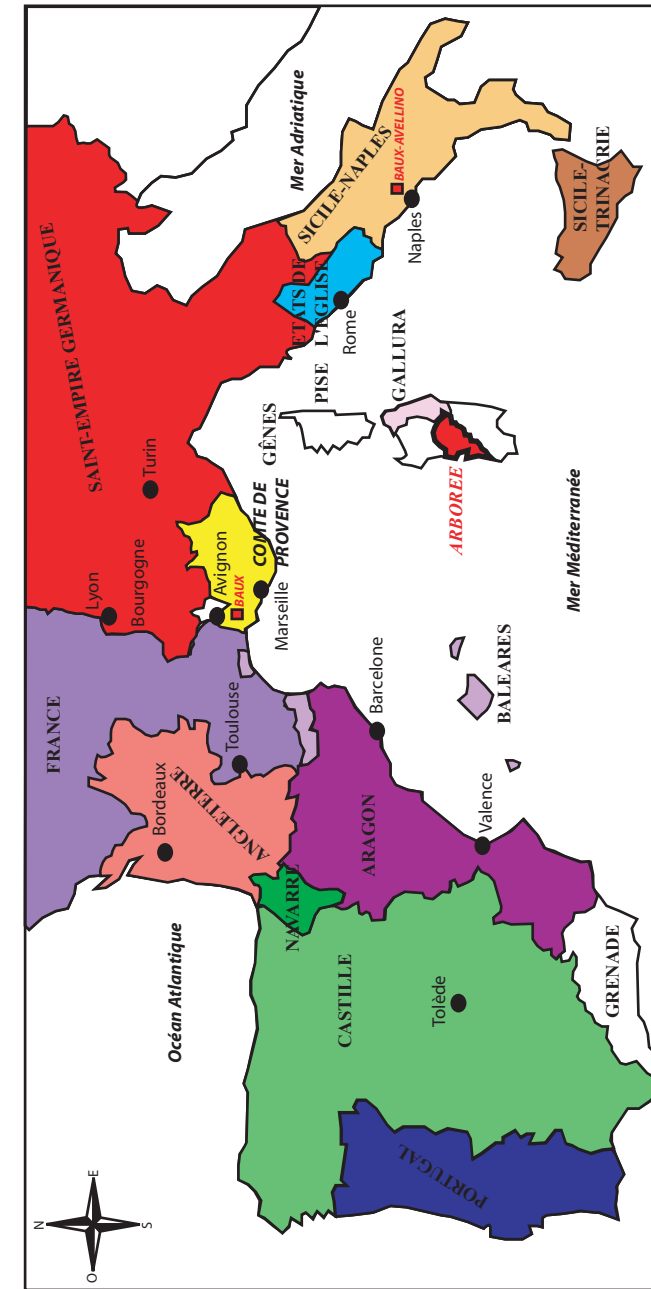 N
O
E
S
Océan Atlantique
FRANCE
Bordeaux
ANGLETERRE
Toulouse
NAVARRE
CASTILLE
PORTUGAL
Tolède
GRENADE
ARAGON
Valence
Barcelone
BALEARES
Lyon
Bourgogne
SAINT-EMPIRE GERMANIQUE
Turin
Avignon
BAUX
COMTE DE
PROVENCE
Marseille
GÊNES
PISE
GALLURA
ARBOREE
Mer Méditerranée
Mer Adriatique
ETATS DE
L'EGLISE
Rome
SICILE-NAPLES
BAUX-AVELLINO
Naples
SICILE-
TRINACRIE